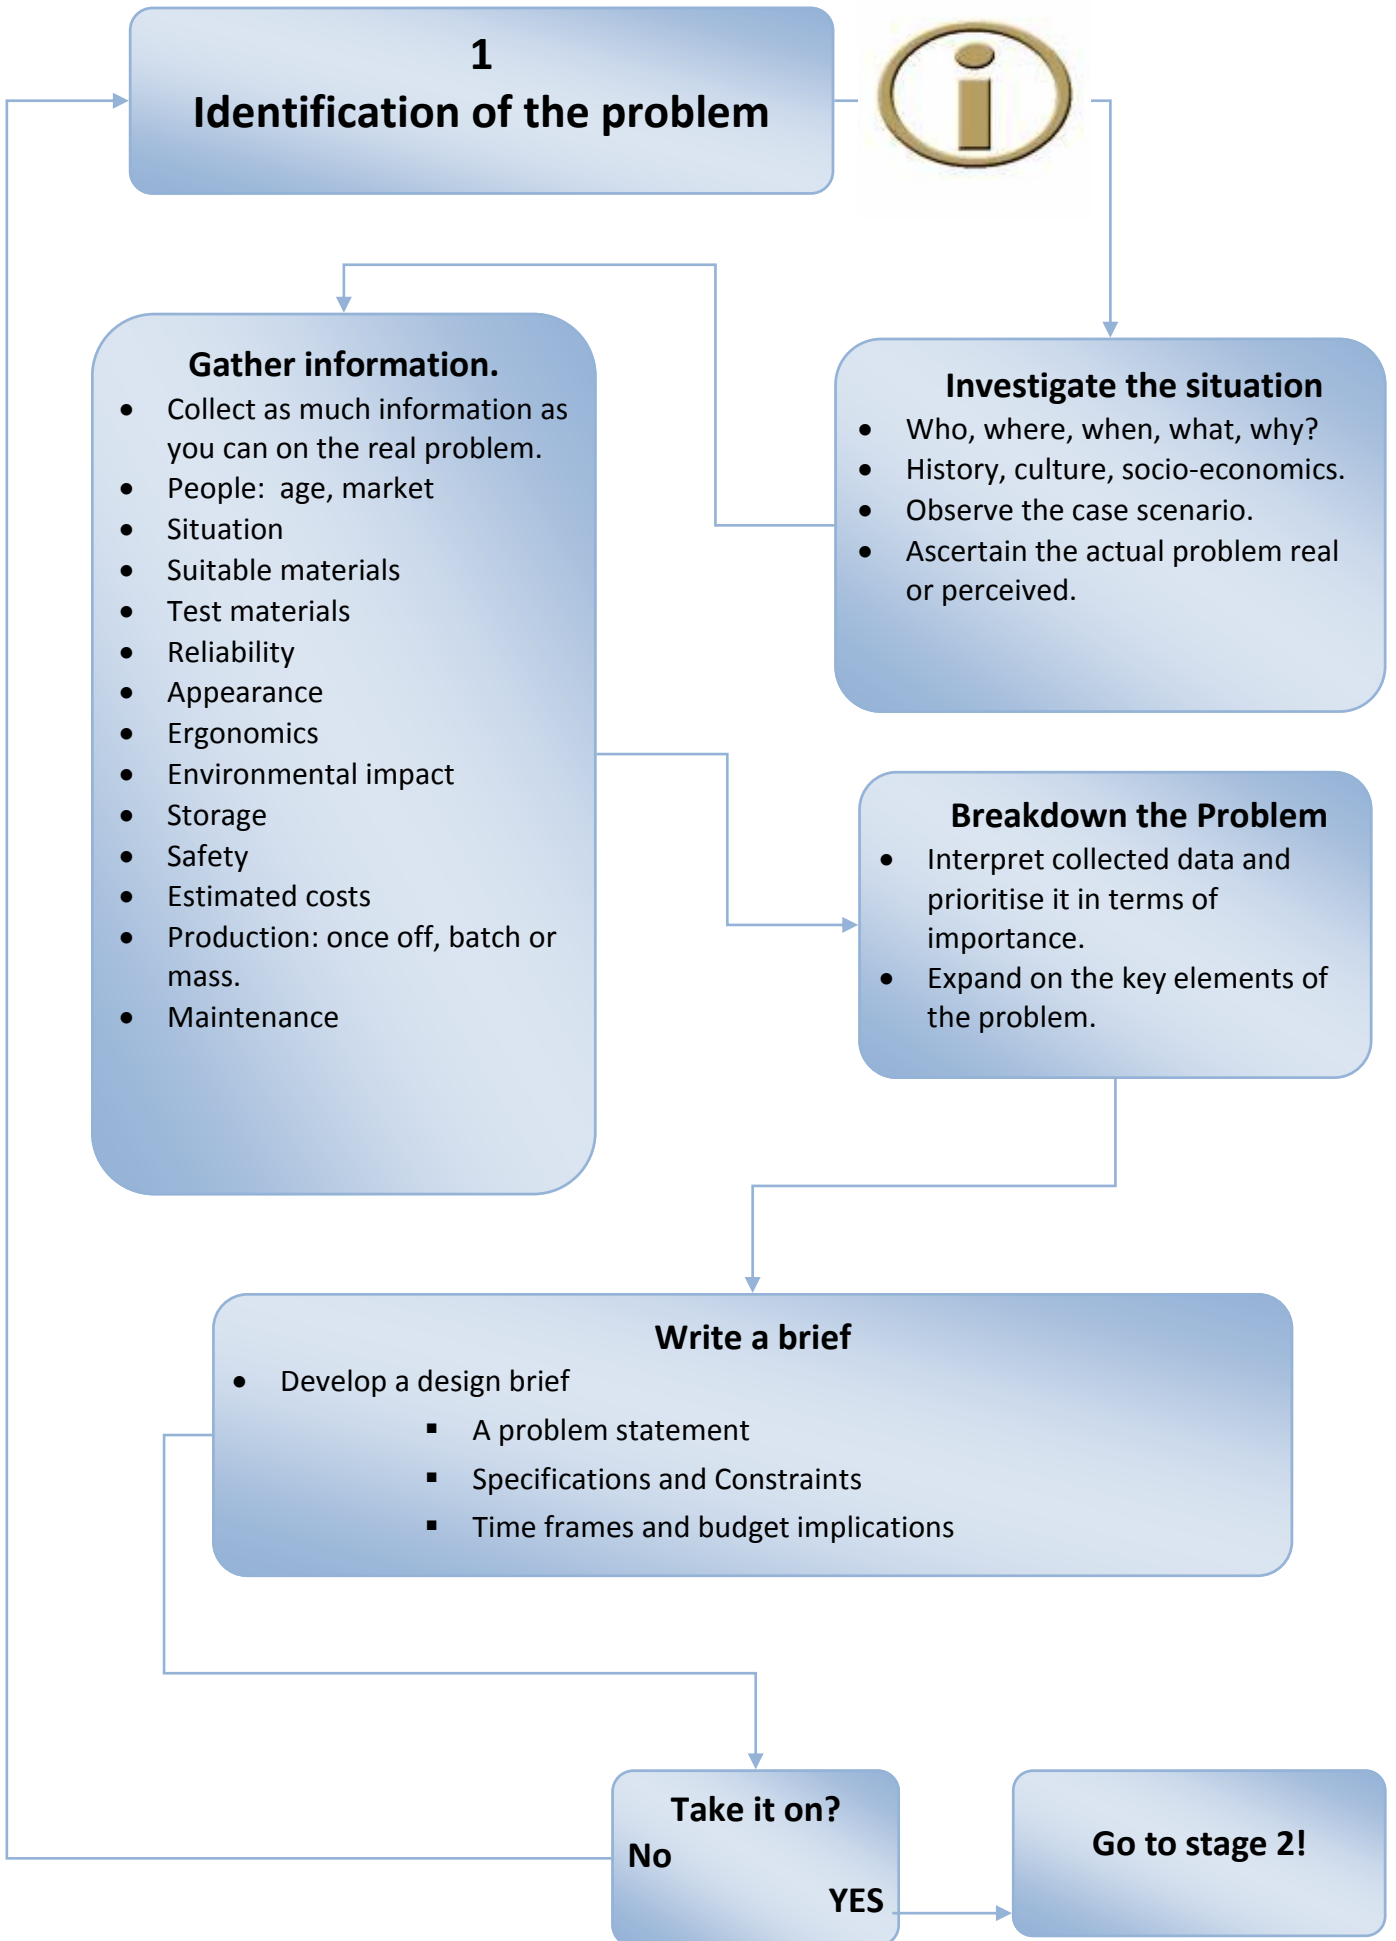 1
Identification of the problem
Investigate the situation
• Who, where, when, what, why?
• History, culture, socio-economics.
• Observe the case scenario.
• Ascertain the actual problem real
or perceived.
Gather information.
• Collect as much information as
you can on the real problem.
• People:  age, market
• Situation
• Suitable materials
• Test materials
• Reliability
• Appearance
• Ergonomics
• Environmental impact
• Storage
• Safety
• Estimated costs
• Production: once off, batch or
mass.
• Maintenance
Breakdown the Problem
• Interpret collected data and
prioritise it in terms of
importance.
• Expand on the key elements of
the problem.
Write a brief
• Develop a design brief
▪ A problem statement
▪ Specifications and Constraints
▪ Time frames and budget implications
Take it on?
No
YES
Go to stage 2!